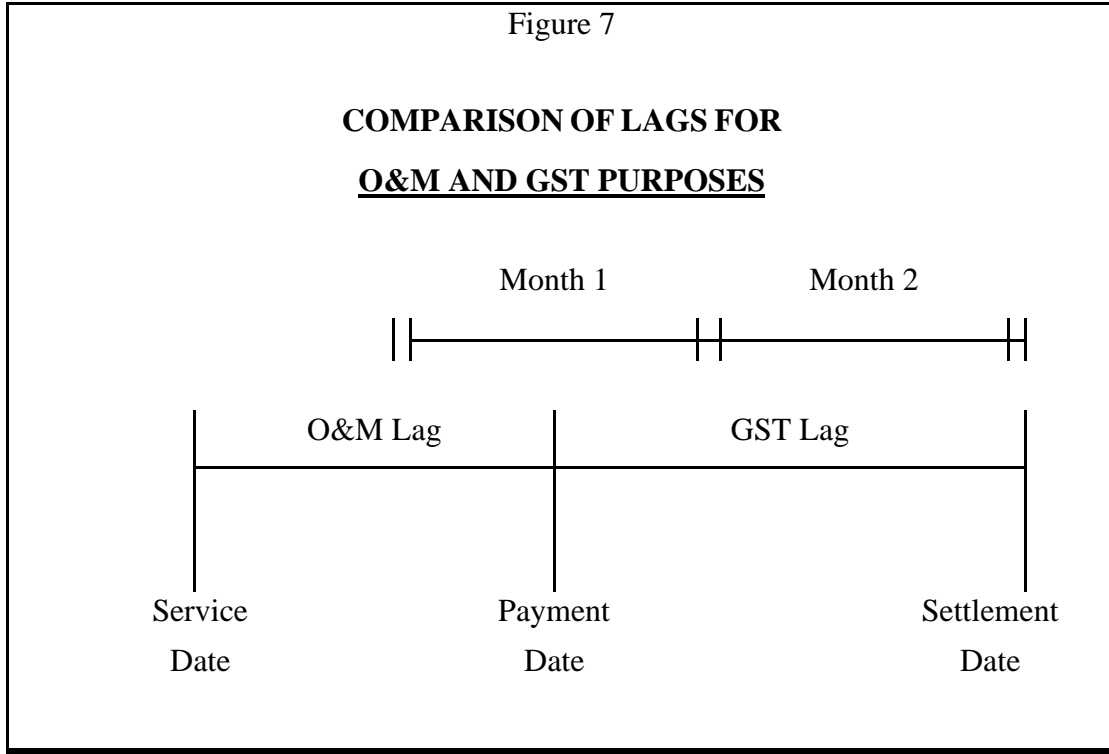 Figure 7
COMPARISON OF LAGS FOR
O&M AND GST PURPOSES
Month 1 Month 2
O&M Lag GST Lag
Service Payment Settlement
Date Date Date